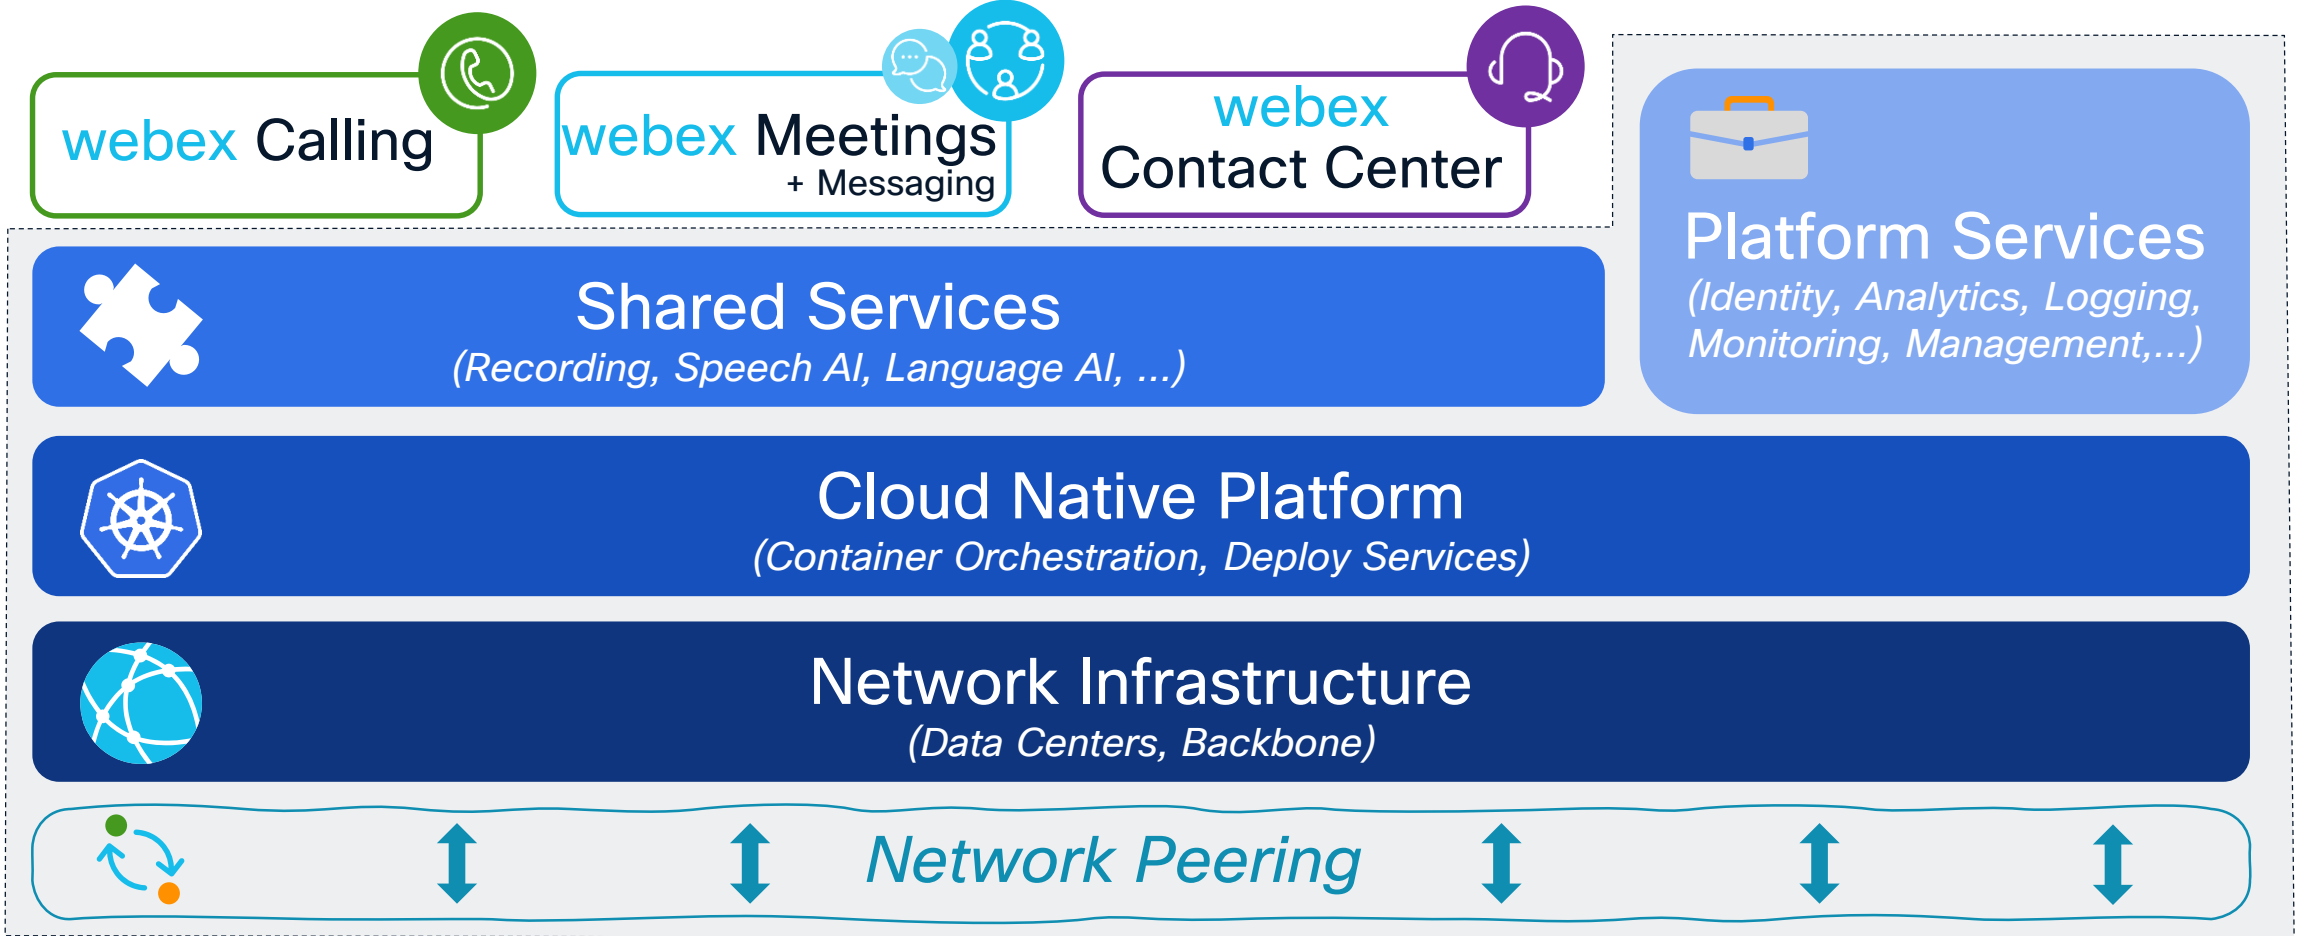 webex Calling
webex Meetings
+ Messaging
webex
Contact Center
Platform Services
(Identity, Analytics, Logging,
Monitoring, Management,...)
Shared Services
(Recording, Speech AI, Language AI, ...)
Cloud Native Platform
(Container Orchestration, Deploy Services)
Network Infrastructure
(Data Centers, Backbone)
Network Peering